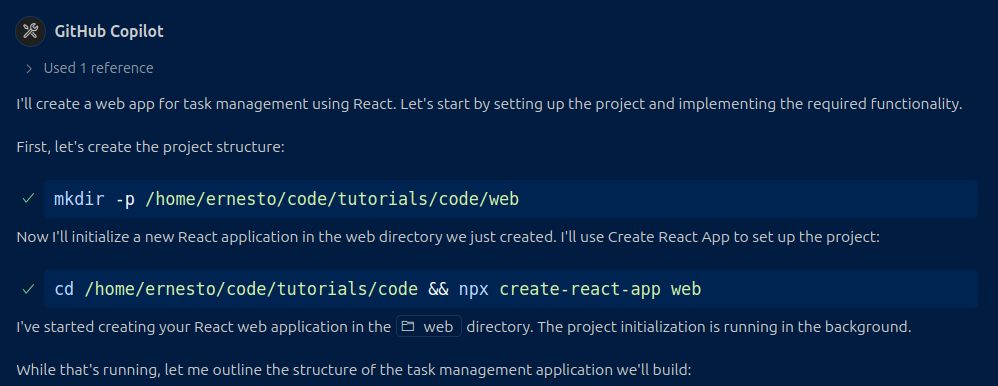 GitHub Copilot
Used 1 reference
I'll create a web app for task management using React. Let's start by setting up the project and implementing the required functionality.
First, let's create the project structure:
mkdir -p /home/ernesto/code/tutorials/code/web
Now I'll initialize a new React application in the web directory we just created. I'll use Create React App to set up the project:
cd /home/ernesto/code/tutorials/code && npx create-react-app web
I've started creating your React web application in the web directory. The project initialization is running in the background.
While that's running, let me outline the structure of the task management application we'll build: